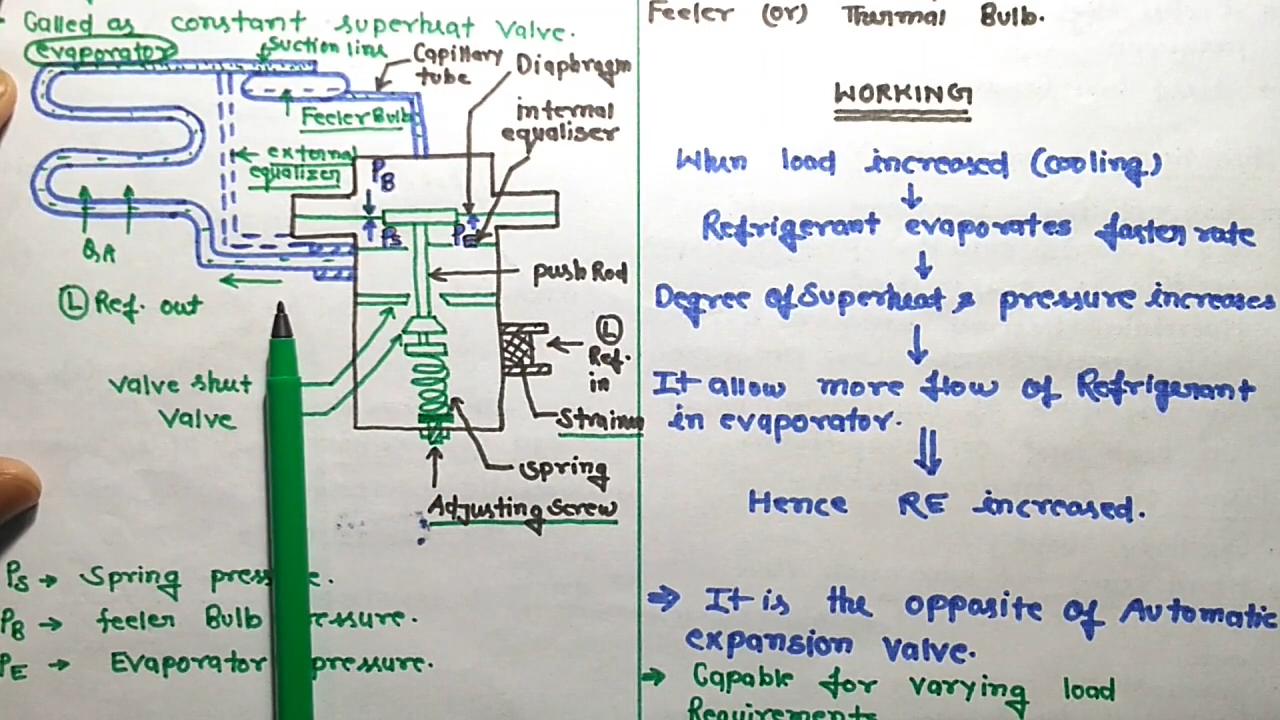 Called as constant superheat valve.
evaporator
Suction line
Capillary
tube
Diaphragm
Feeler Bulb
internal
equaliser
external
equalizer
PB
PS
PE
QA
push Rod
Ⓛ Ref. out
Ⓛ
Ref.
in
valve shut
valve
Strainer
spring
Adjusting Screw
PS → Spring pressure.
PB → feeler Bulb pressure.
PE → Evaporator pressure.
Feeler (or) Thermal Bulb.
WORKING
When load increased (cooling)
↓
Refrigerant evaporates faster rate
↓
Degree of Superheat & pressure increases
↓
It allow more flow of Refrigerant
in evaporator.
⇓
Hence RE increased.
⇒ It is the opposite of Automatic
expansion valve.
→ Capable for varying load
Requirements